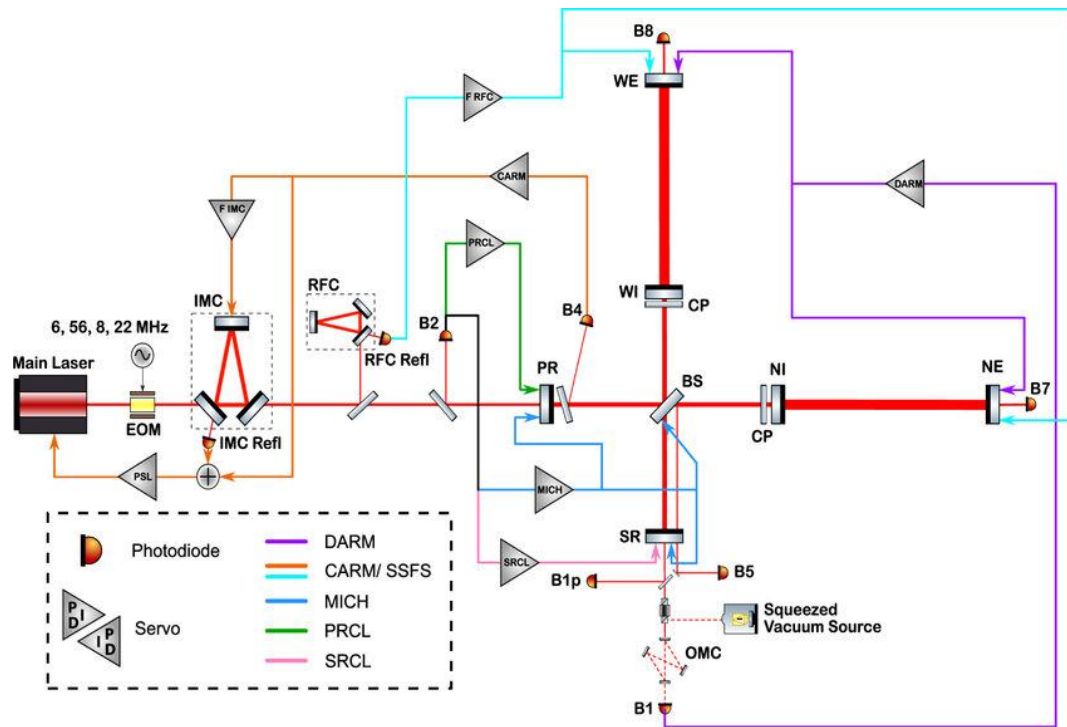 B8
WE
F RFC
DARM
CARM
F IMC
PRCL
RFC
WI
CP
IMC
B2
B4
6, 56, 8, 22 MHz
RFC Refl
Main Laser
PR
BS
NI
NE
B7
CP
EOM
IMC Refl
PSL
MICH
SR
SRCL
B1p
B5
Squeezed
Vacuum Source
OMC
B1
Photodiode
P
I
D
I
P
D
Servo
DARM
CARM/ SSFS
MICH
PRCL
SRCL